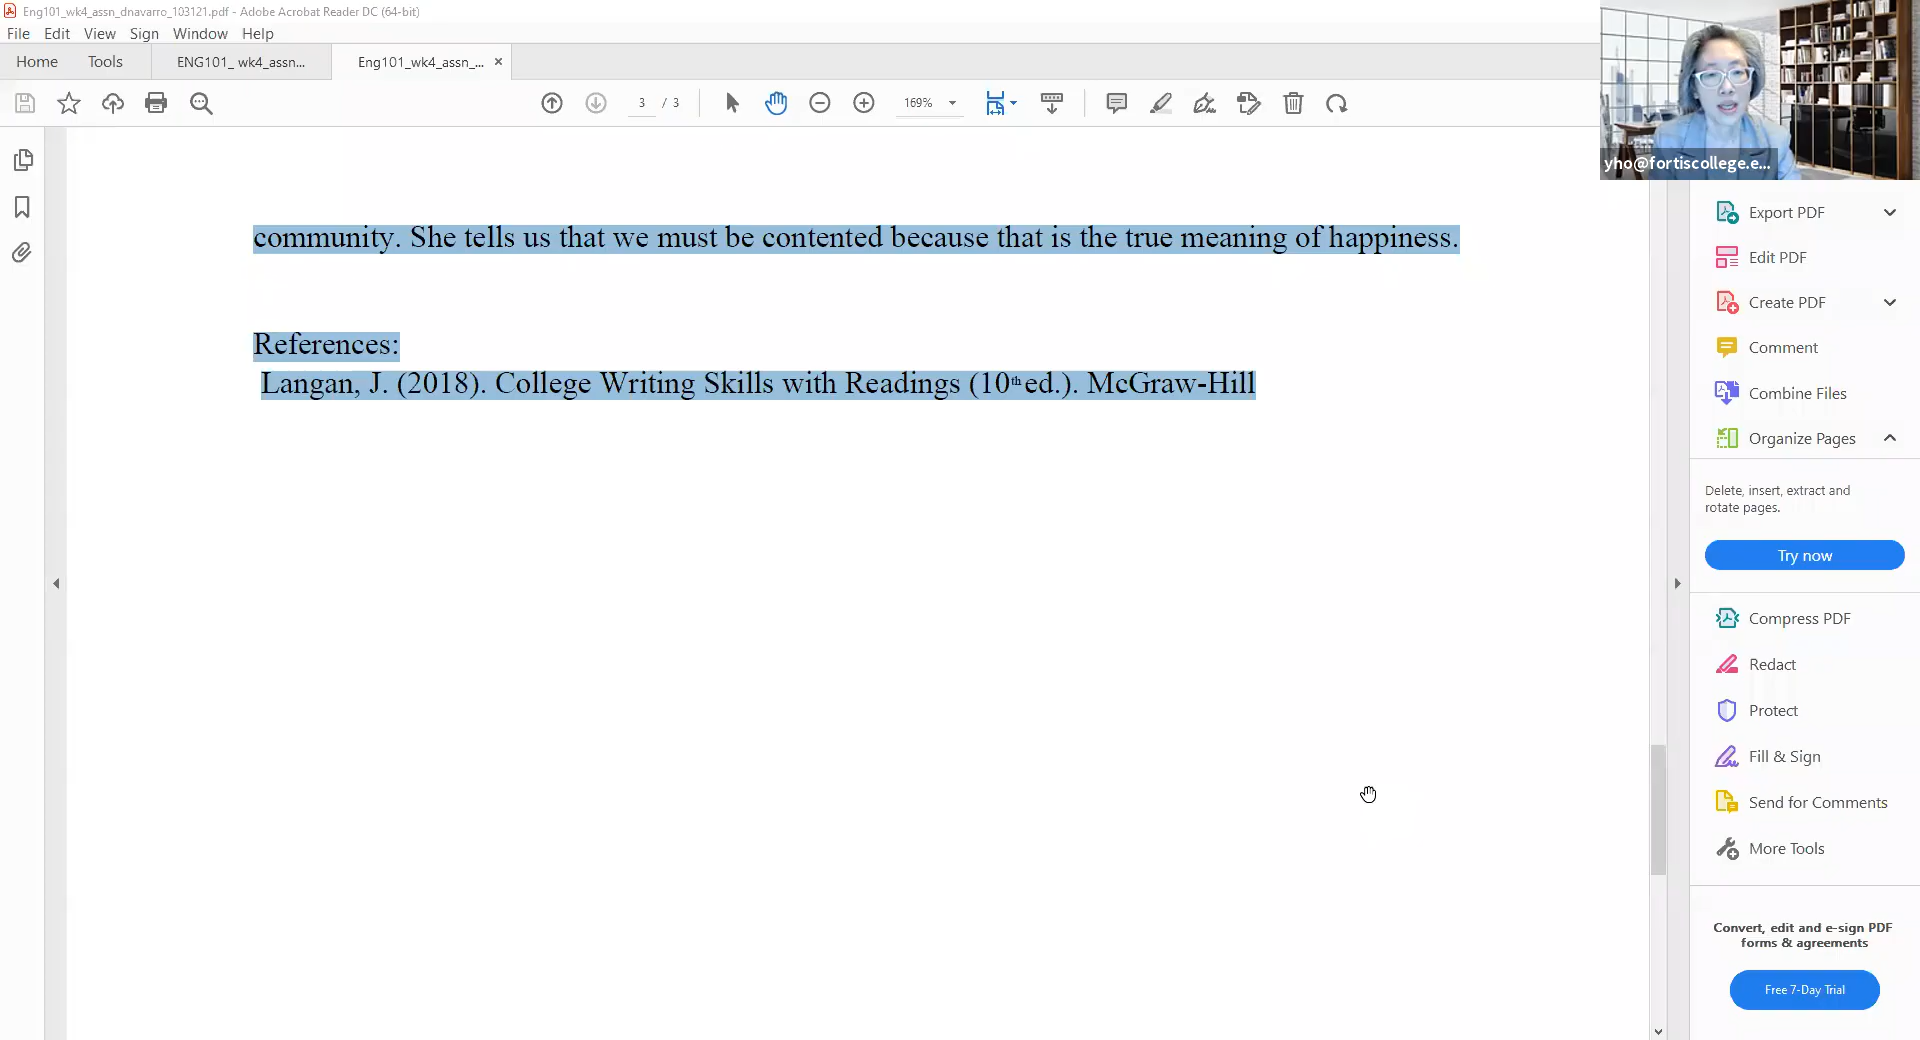 Eng101_wk4_assn_dnavarro_103121.pdf - Adobe Acrobat Reader DC (64-bit)
File Edit View Sign Window Help
Home Tools ENG101_ wk4_assn... Eng101_wk4_assn_... ×
3 / 3 169%
yho@fortiscollege.e...
community. She tells us that we must be contented because that is the true meaning of happiness.
References:
Langan, J. (2018). College Writing Skills with Readings (10th ed.). McGraw-Hill
Export PDF
Edit PDF
Create PDF
Comment
Combine Files
Organize Pages
Delete, insert, extract and
rotate pages.
Try now
Compress PDF
Redact
Protect
Fill & Sign
Send for Comments
More Tools
Convert, edit and e-sign PDF
forms & agreements
Free 7-Day Trial